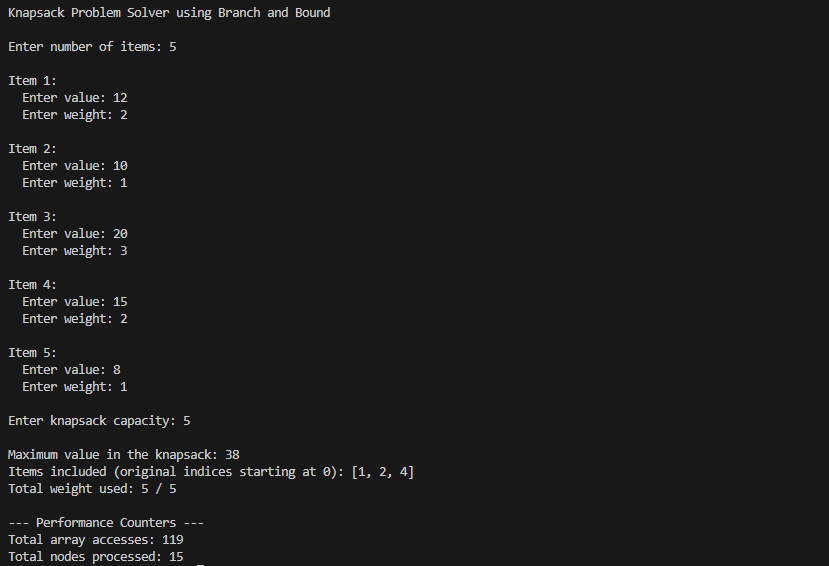 Knapsack Problem Solver using Branch and Bound
Enter number of items: 5
Item 1:
Enter value: 12
Enter weight: 2
Item 2:
Enter value: 10
Enter weight: 1
Item 3:
Enter value: 20
Enter weight: 3
Item 4:
Enter value: 15
Enter weight: 2
Item 5:
Enter value: 8
Enter weight: 1
Enter knapsack capacity: 5
Maximum value in the knapsack: 38
Items included (original indices starting at 0): [1, 2, 4]
Total weight used: 5 / 5
--- Performance Counters ---
Total array accesses: 119
Total nodes processed: 15